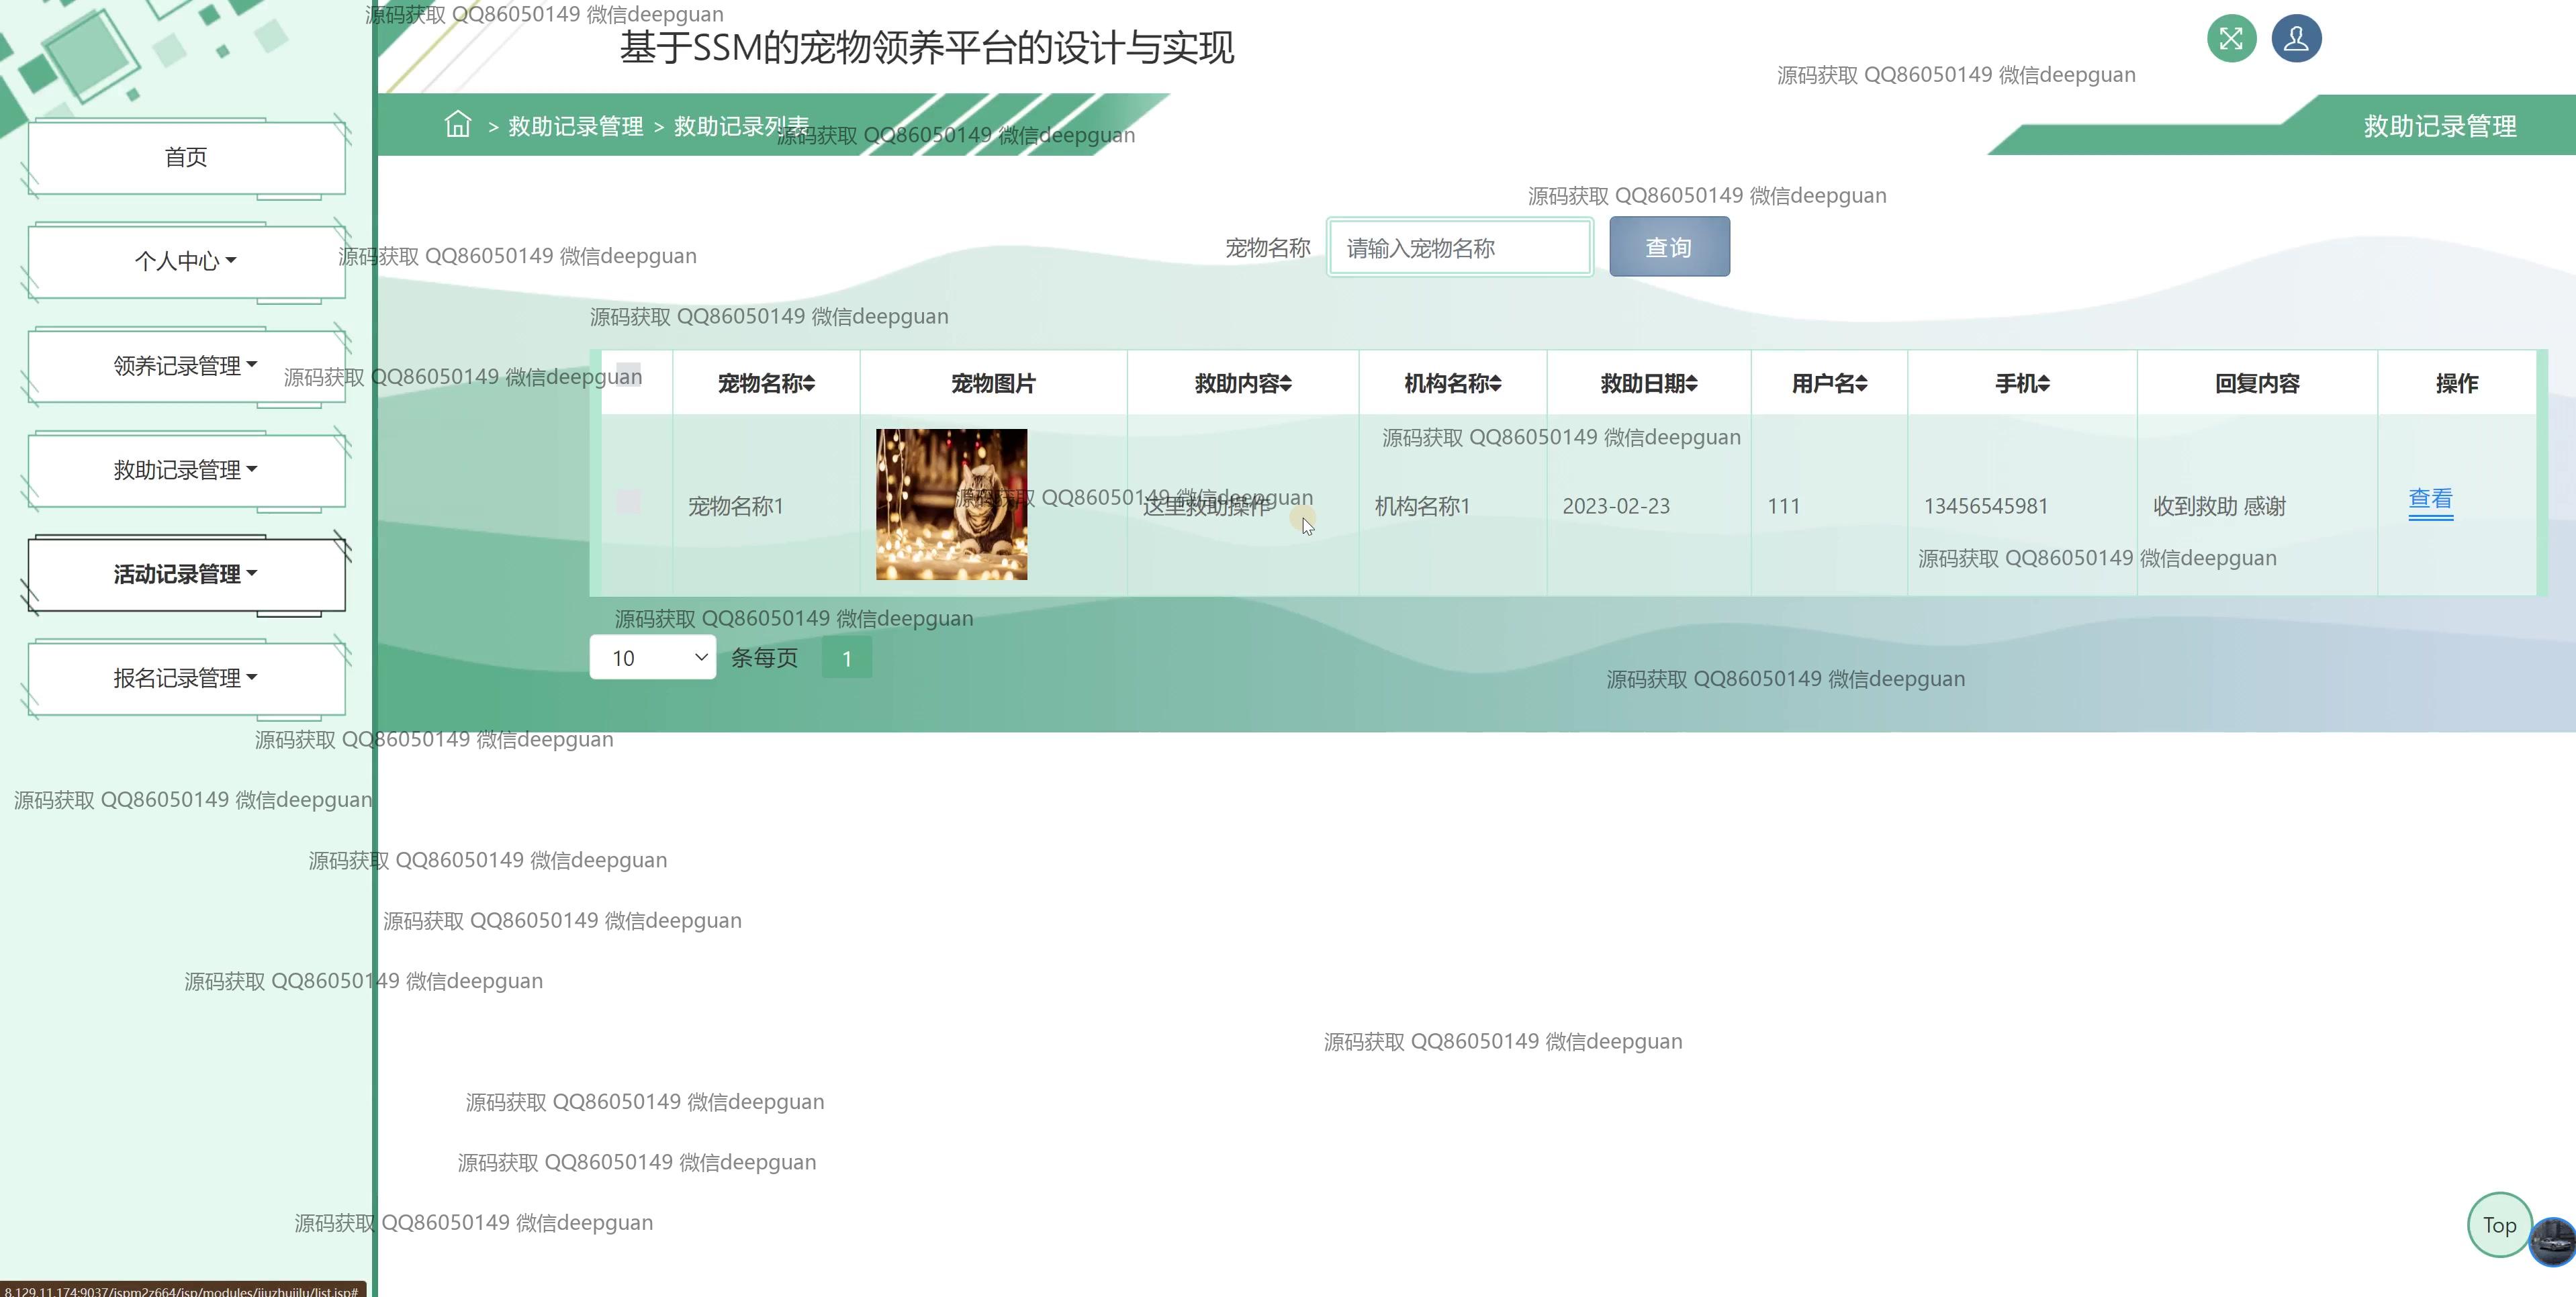 源码获取 QQ86050149 微信deepguan
基于SSM的宠物领养平台的设计与实现
源码获取 QQ86050149 微信deepguan
> 救助记录管理 > 救助记录列表
源码获取 QQ86050149 微信deepguan
救助记录管理
首页
源码获取 QQ86050149 微信deepguan
宠物名称 请输入宠物名称 查询
个人中心
源码获取 QQ86050149 微信deepguan
源码获取 QQ86050149 微信deepguan
领养记录管理
源码获取 QQ86050149 微信deepguan
宠物名称 宠物图片 救助内容 机构名称 救助日期 用户名 手机 回复内容 操作
源码获取 QQ86050149 微信deepguan
救助记录管理
源码获取 QQ86050149 微信deepguan
宠物名称1 这里救助操作 机构名称1 2023-02-23 111 13456545981 收到救助 感谢 查看
源码获取 QQ86050149 微信deepguan
活动记录管理
源码获取 QQ86050149 微信deepguan
10 条每页 1
报名记录管理
源码获取 QQ86050149 微信deepguan
源码获取 QQ86050149 微信deepguan
源码获取 QQ86050149 微信deepguan
源码获取 QQ86050149 微信deepguan
源码获取 QQ86050149 微信deepguan
源码获取 QQ86050149 微信deepguan
源码获取 QQ86050149 微信deepguan
源码获取 QQ86050149 微信deepguan
源码获取 QQ86050149 微信deepguan
源码获取 QQ86050149 微信deepguan
Top
8.129.11.174:9037/jspm2z664/jsp/modules/jiuzhujilu/list.jsp#